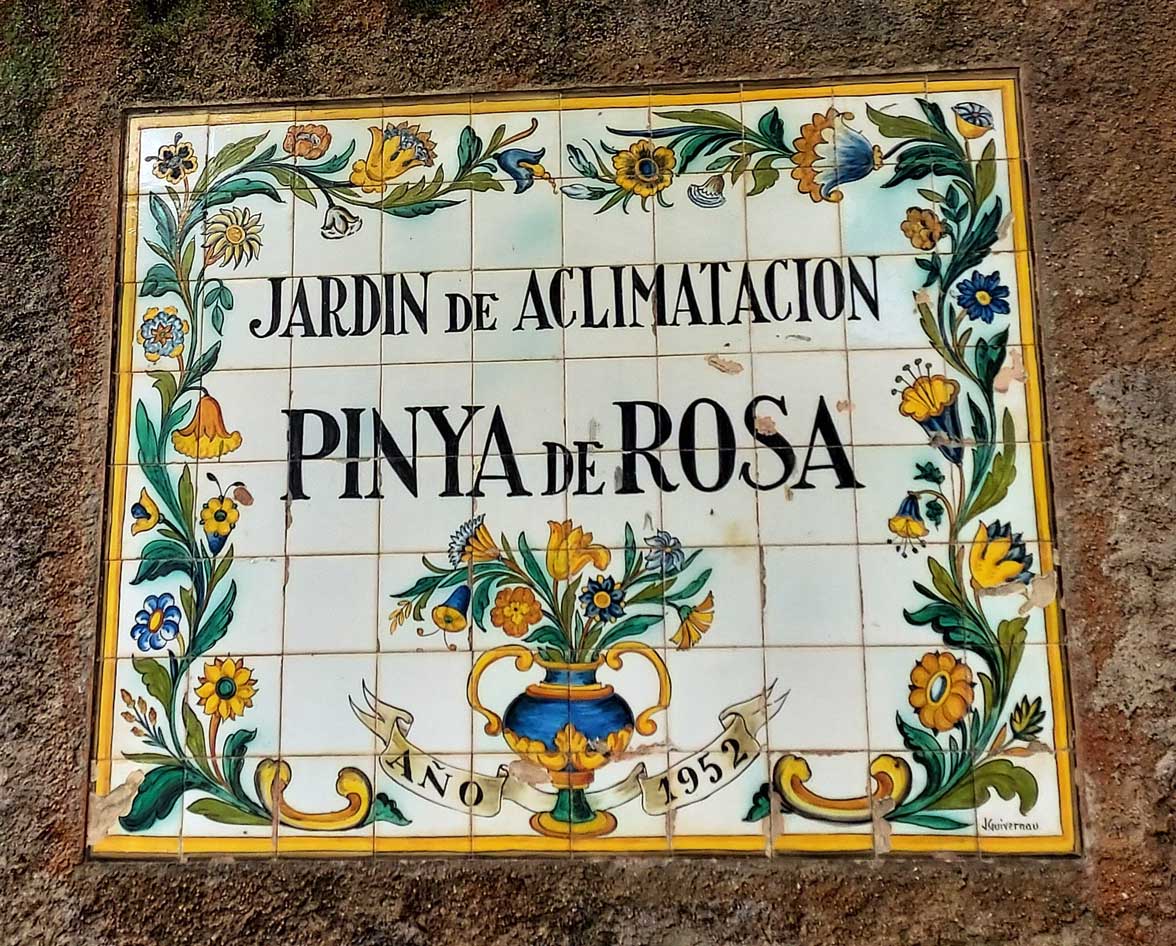 JARDIN DE ACLIMATACION
PINYA DE ROSA
AÑO 1952
J.Guivernau